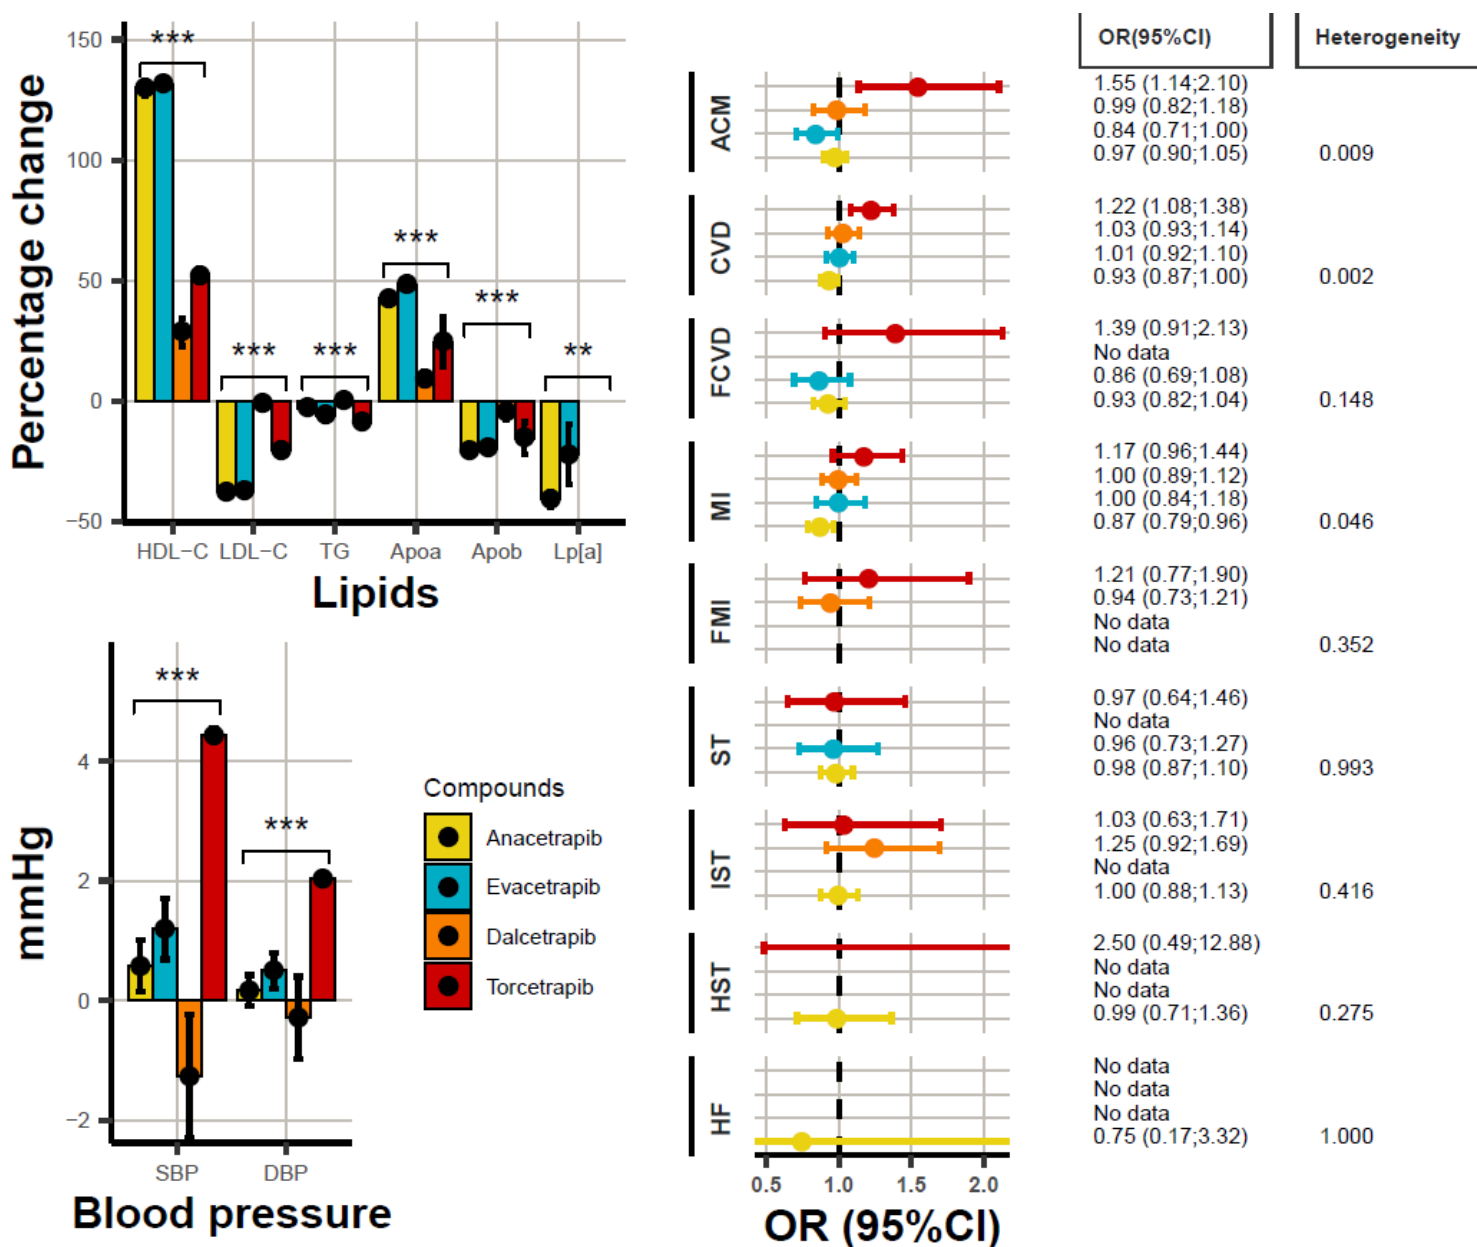 Percentage change
150
100
50
0
−50
***
***
***
***
***
**
HDL−C
LDL−C
TG
Apoa
Apob
Lp[a]
Lipids
mmHg
4
2
0
−2
***
***
SBP
DBP
Blood pressure
Compounds
Anacetrapib
Evacetrapib
Dalcetrapib
Torcetrapib
OR(95%CI)
Heterogeneity
ACM
1.55 (1.14;2.10)
0.99 (0.82;1.18)
0.84 (0.71;1.00)
0.97 (0.90;1.05)
0.009
CVD
1.22 (1.08;1.38)
1.03 (0.93;1.14)
1.01 (0.92;1.10)
0.93 (0.87;1.00)
0.002
FCVD
1.39 (0.91;2.13)
No data
0.86 (0.69;1.08)
0.93 (0.82;1.04)
0.148
MI
1.17 (0.96;1.44)
1.00 (0.89;1.12)
1.00 (0.84;1.18)
0.87 (0.79;0.96)
0.046
FMI
1.21 (0.77;1.90)
0.94 (0.73;1.21)
No data
No data
0.352
ST
0.97 (0.64;1.46)
No data
0.96 (0.73;1.27)
0.98 (0.87;1.10)
0.993
IST
1.03 (0.63;1.71)
1.25 (0.92;1.69)
No data
1.00 (0.88;1.13)
0.416
HST
2.50 (0.49;12.88)
No data
No data
0.99 (0.71;1.36)
0.275
HF
No data
No data
No data
0.75 (0.17;3.32)
1.000
0.5
1.0
1.5
2.0
OR (95%CI)